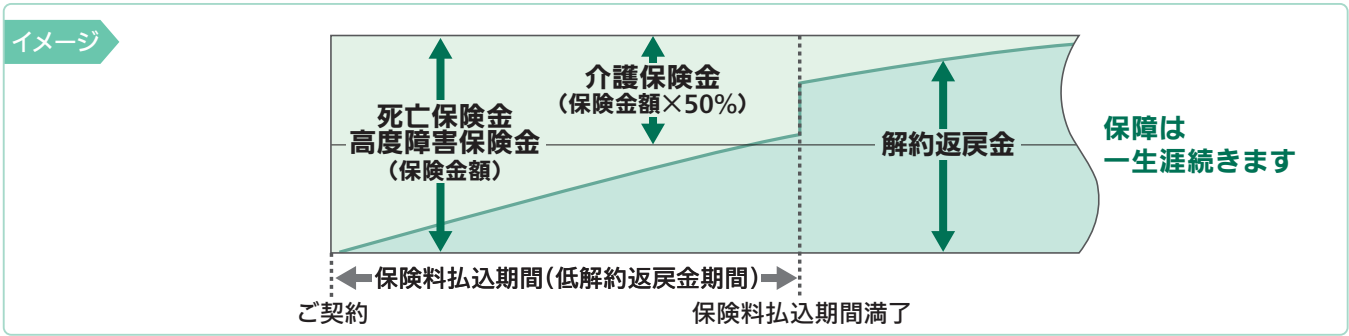 イメージ
死亡保険金
高度障害保険金
（保険金額）
介護保険金
（保険金額×50％）
解約返戻金
保障は
一生涯続きます
保険料払込期間（低解約返戻金期間）
ご契約
保険料払込期間満了